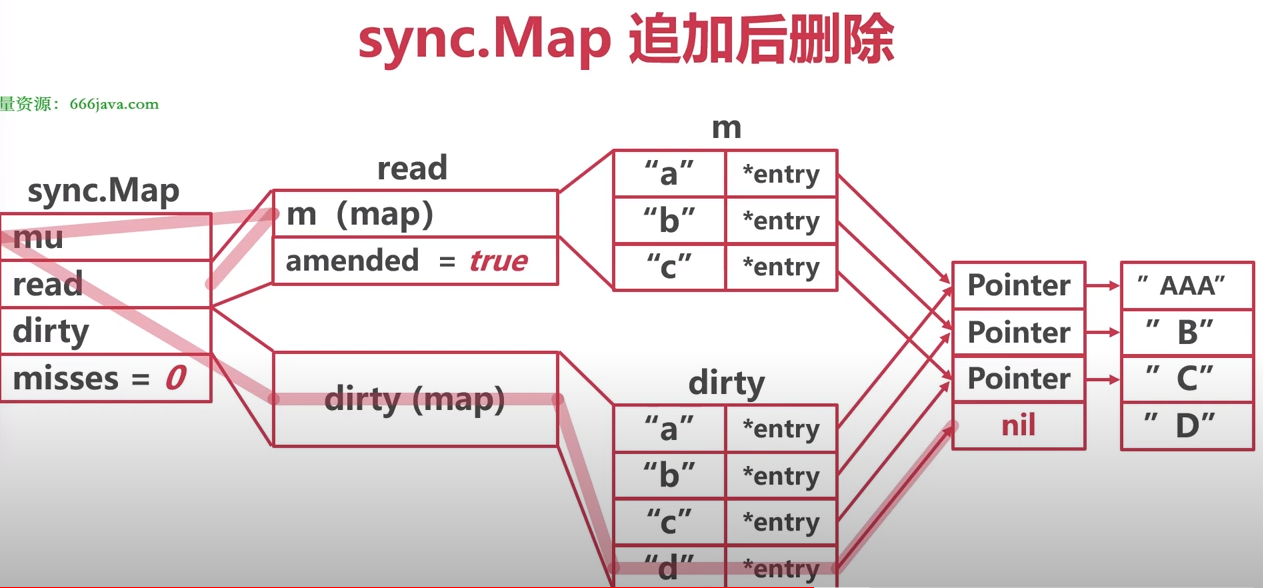 sync.Map 追加后删除
量资源：666java.com
sync.Map
mu
read
dirty
misses = 0
read
m（map）
amended = true
dirty (map)
m
“a” *entry
“b” *entry
“c” *entry
dirty
“a” *entry
“b” *entry
“c” *entry
“d” *entry
Pointer ” AAA”
Pointer ” B”
Pointer ” C”
nil ” D”